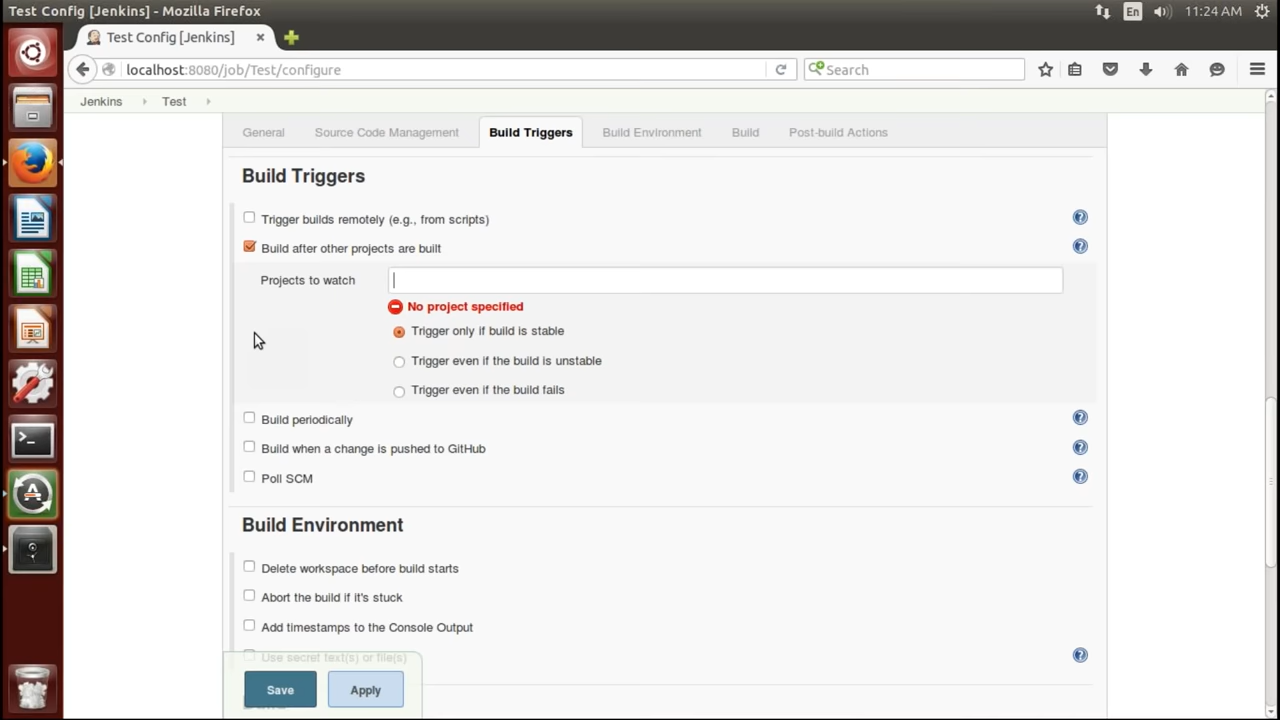 Test Config [Jenkins] - Mozilla Firefox
En
11:24 AM
Test Config [Jenkins]
localhost:8080/job/Test/configure
Search
Jenkins
Test
General
Source Code Management
Build Triggers
Build Environment
Build
Post-build Actions
Build Triggers
Trigger builds remotely (e.g., from scripts)
Build after other projects are built
Projects to watch
No project specified
Trigger only if build is stable
Trigger even if the build is unstable
Trigger even if the build fails
Build periodically
Build when a change is pushed to GitHub
Poll SCM
Build Environment
Delete workspace before build starts
Abort the build if it's stuck
Add timestamps to the Console Output
Use secret text(s) or file(s)
Save
Apply